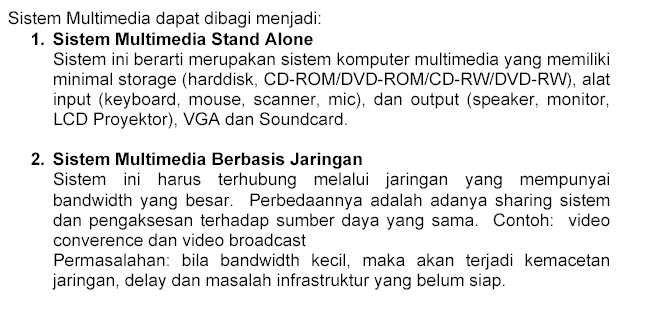 Sistem Multimedia dapat dibagi menjadi:
1. Sistem Multimedia Stand Alone
Sistem ini berarti merupakan sistem komputer multimedia yang memiliki
minimal storage (harddisk, CD-ROM/DVD-ROM/CD-RW/DVD-RW), alat
input (keyboard, mouse, scanner, mic), dan output (speaker, monitor,
LCD Proyektor), VGA dan Soundcard.
2. Sistem Multimedia Berbasis Jaringan
Sistem ini harus terhubung melalui jaringan yang mempunyai
bandwidth yang besar. Perbedaannya adalah adanya sharing sistem
dan pengaksesan terhadap sumber daya yang sama. Contoh: video
converence dan video broadcast
Permasalahan: bila bandwidth kecil, maka akan terjadi kemacetan
jaringan, delay dan masalah infrastruktur yang belum siap.